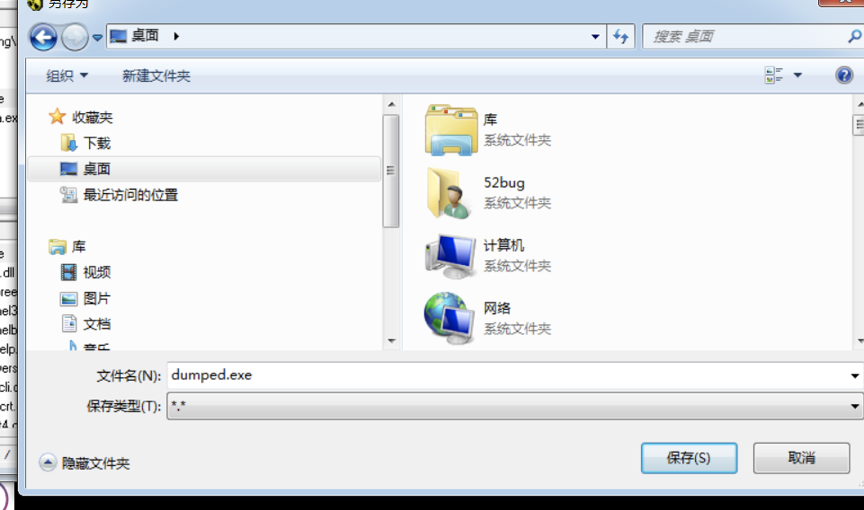 另存为
桌面
搜索 桌面
组织
新建文件夹
收藏夹
下载
桌面
最近访问的位置
库
视频
图片
文档
音乐
库
系统文件夹
52bug
系统文件夹
计算机
系统文件夹
网络
系统文件夹
文件名(N): dumped.exe
保存类型(T): *.*
隐藏文件夹
保存(S)
取消
ng\
e
a.ex
e
.dll
ree
nel3
nelb
elp.
vers
cli.c
crt.
t4.c
/